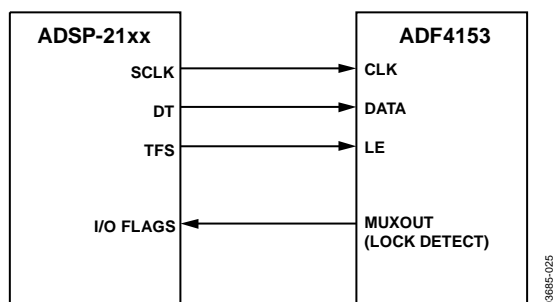 ADSP-21xx
ADF4153
SCLK
CLK
DT
DATA
TFS
LE
I/O FLAGS
MUXOUT
(LOCK DETECT)
03685-025